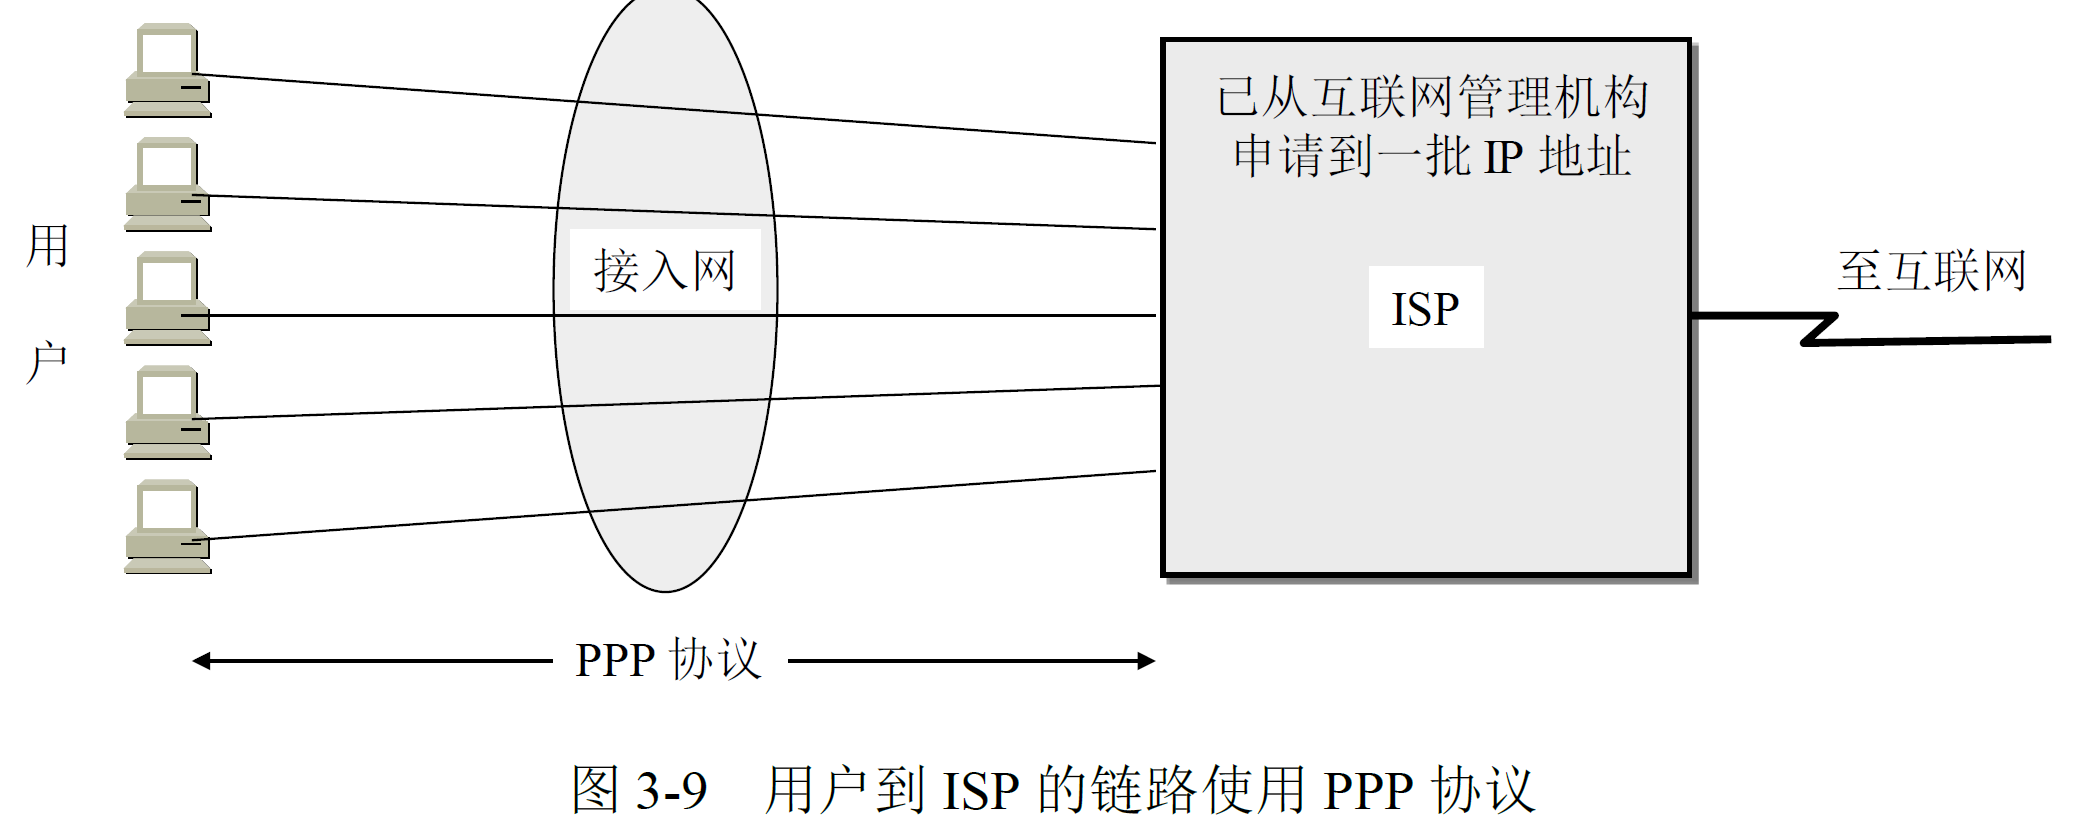 已从互联网管理机构
申请到一批 IP 地址
用
户
接入网
ISP
至互联网
PPP 协议
图 3-9 用户到 ISP 的链路使用 PPP 协议